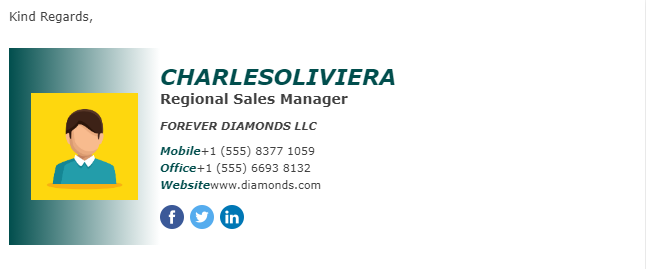 Kind Regards,
CHARLESOLIVIERA
Regional Sales Manager
FOREVER DIAMONDS LLC
Mobile+1 (555) 8377 1059
Office+1 (555) 6693 8132
Websitewww.diamonds.com